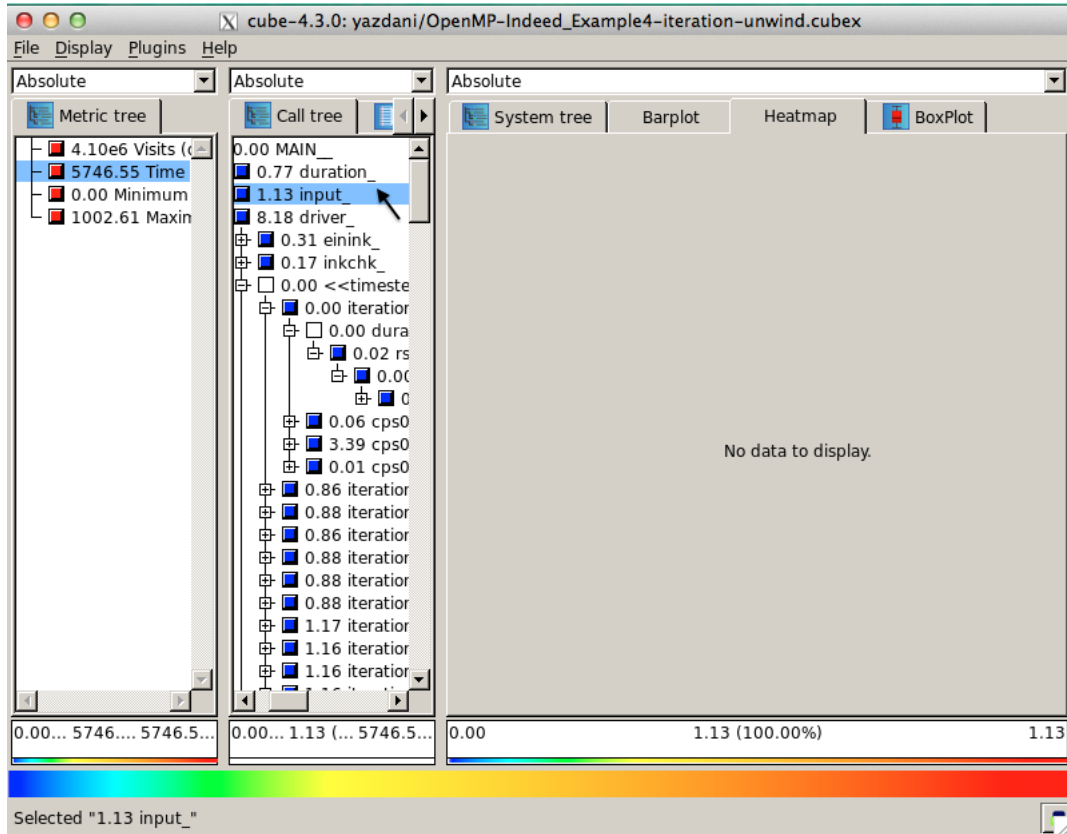 cube-4.3.0: yazdani/OpenMP-Indeed_Example4-iteration-unwind.cubex
File Display Plugins Help
Absolute
Absolute
Absolute
Metric tree
Call tree
System tree
Barplot
Heatmap
BoxPlot
4.10e6 Visits (
5746.55 Time
0.00 Minimum
1002.61 Maxim
0.00 MAIN__
0.77 duration_
1.13 input_
8.18 driver_
0.31 einink_
0.17 inkchk_
0.00 <<timeste
0.00 iteration
0.00 dura
0.02 rs
0.00
0
0.06 cps0
3.39 cps0
0.01 cps0
0.86 iteration
0.88 iteration
0.86 iteration
0.88 iteration
0.88 iteration
0.88 iteration
1.17 iteration
1.16 iteration
1.16 iteration
No data to display.
0.00... 5746.... 5746.5...
0.00... 1.13 (... 5746.5...
0.00 1.13 (100.00%) 1.13
Selected "1.13 input_"